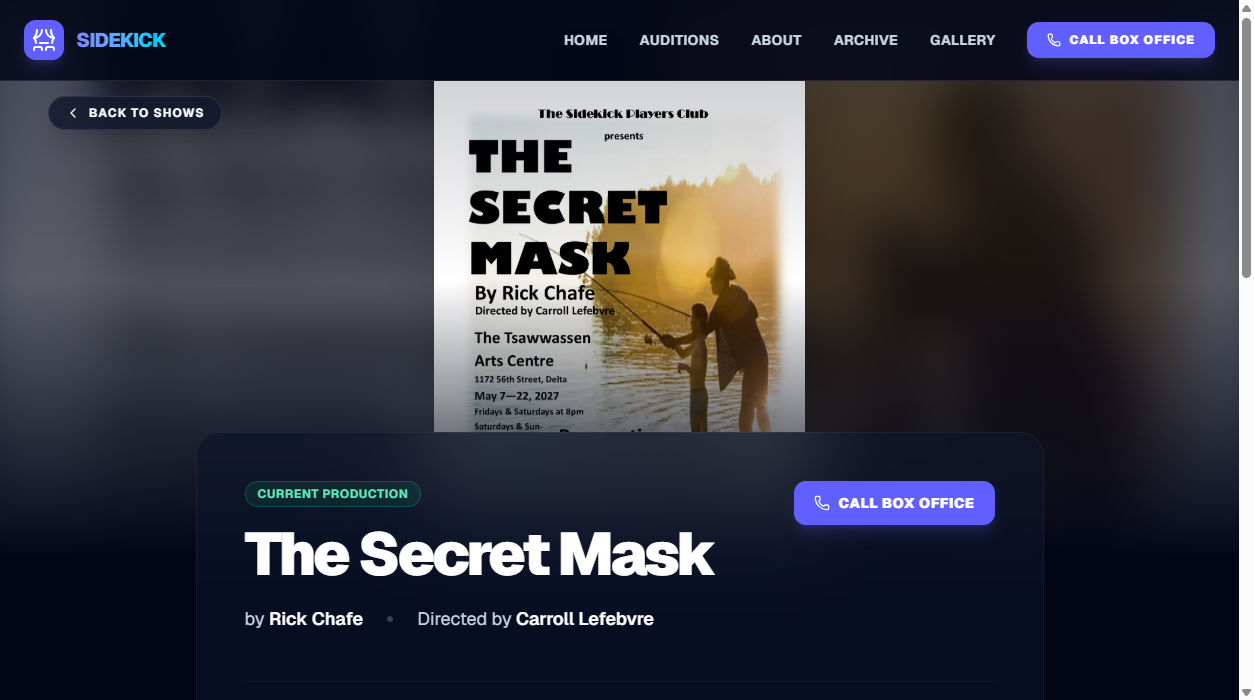 SIDEKICK
HOME
AUDITIONS
ABOUT
ARCHIVE
GALLERY
CALL BOX OFFICE
BACK TO SHOWS
The Sidekick Players Club
presents
THE
SECRET
MASK
By Rick Chafe
Directed by Carroll Lefebvre
The Tsawwassen
Arts Centre
1172 56th Street, Delta
May 7—22, 2027
Fridays & Saturdays at 8pm
Saturdays & Sun-
CURRENT PRODUCTION
CALL BOX OFFICE
The Secret Mask
by Rick Chafe • Directed by Carroll Lefebvre